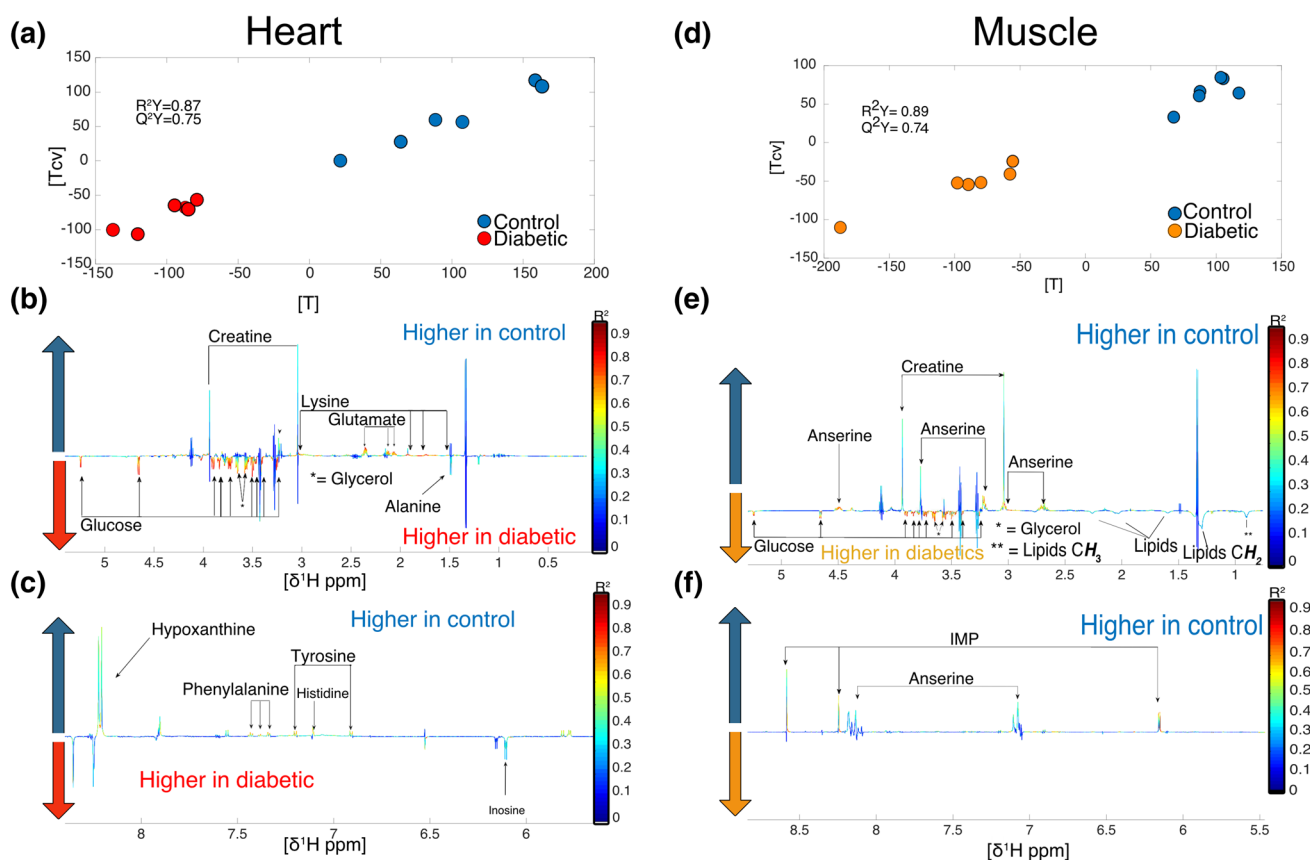 (a)
Heart
150
100
50
0
-50
-100
-150
[Tcv]
R²Y=0.87
Q²Y=0.75
Control
Diabetic
-150
-100
-50
0
50
100
150
200
[T]
(d)
Muscle
100
50
0
-50
-100
-150
[Tcv]
R²Y= 0.89
Q²Y= 0.74
Control
Diabetic
-200
-150
-100
-50
0
50
100
150
[T]
(b)
Higher in control
Creatine
Lysine
Glutamate
*
*= Glycerol
Alanine
Glucose
Higher in diabetic
R²
0.9
0.8
0.7
0.6
0.5
0.4
0.3
0.2
0.1
0
5
4.5
4
3.5
3
2.5
2
1.5
1
0.5
[δ¹H ppm]
(e)
Higher in control
Creatine
Anserine
Anserine
Anserine
*
* = Glycerol
Glucose
Higher in diabetics
** = Lipids CH₃
Lipids
Lipids CH₂
**
R²
0.9
0.8
0.7
0.6
0.5
0.4
0.3
0.2
0.1
0
5
4.5
4
3.5
3
2.5
2
1.5
1
[δ¹H ppm]
(c)
Higher in control
Hypoxanthine
Tyrosine
Phenylalanine
Histidine
Higher in diabetic
Inosine
R²
0.9
0.8
0.7
0.6
0.5
0.4
0.3
0.2
0.1
0
8
7.5
7
6.5
6
[δ¹H ppm]
(f)
Higher in control
IMP
Anserine
R²
0.9
0.8
0.7
0.6
0.5
0.4
0.3
0.2
0.1
0
8.5
8
7.5
7
6.5
6
5.5
[δ¹H ppm]